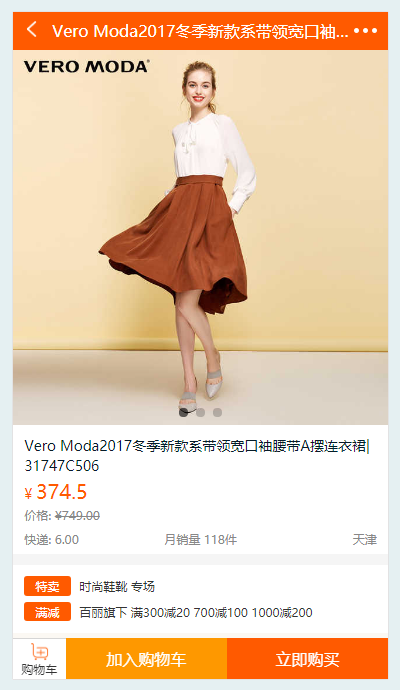 Vero Moda2017冬季新款系带领宽口袖...
VERO MODA®
Vero Moda2017冬季新款系带领宽口袖腰带A摆连衣裙|
31747C506
¥ 374.5
价格: ¥749.00
快递: 6.00 月销量 118件 天津
特卖 时尚鞋靴 专场
满减 百丽旗下 满300减20 700减100 1000减200
购物车 加入购物车 立即购买